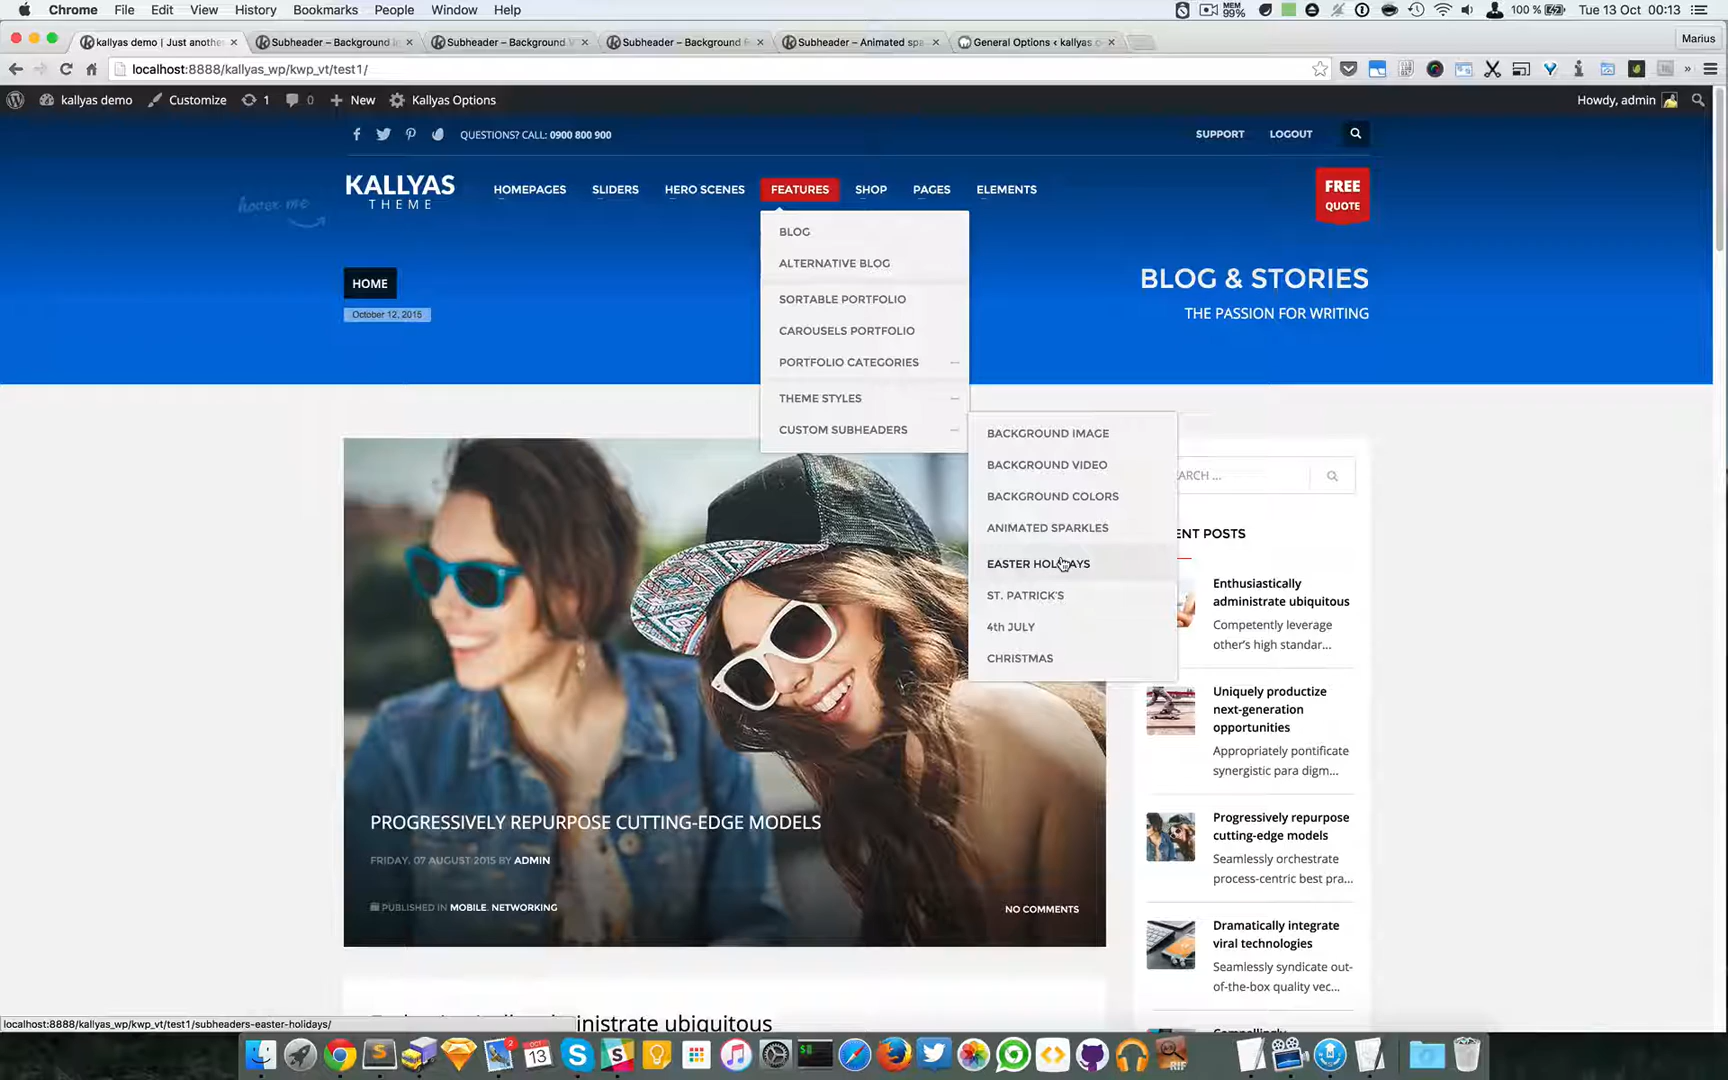 Chrome File Edit View History Bookmarks People Window Help
MEM 99% 100 % Tue 13 Oct 00:13
kallyas demo | Just anothe
Subheader – Background I
Subheader – Background V
Subheader – Background
Subheader – Animated spa
General Options ‹ kallyas
Marius
localhost:8888/kallyas_wp/kwp_vt/test1/
kallyas demo Customize 1 0 New Kallyas Options
Howdy, admin
QUESTIONS? CALL: 0900 800 900
SUPPORT LOGOUT
KALLYAS
THEME
hover me
HOMEPAGES SLIDERS HERO SCENES FEATURES SHOP PAGES ELEMENTS
FREE
QUOTE
BLOG
ALTERNATIVE BLOG
SORTABLE PORTFOLIO
CAROUSELS PORTFOLIO
PORTFOLIO CATEGORIES
THEME STYLES
CUSTOM SUBHEADERS
HOME
October 12, 2015
BLOG & STORIES
THE PASSION FOR WRITING
BACKGROUND IMAGE
BACKGROUND VIDEO
BACKGROUND COLORS
ANIMATED SPARKLES
EASTER HOLIDAYS
ST. PATRICK'S
4th JULY
CHRISTMAS
EARCH ...
ENT POSTS
Enthusiastically
administrate ubiquitous
Competently leverage
other's high standar...
Uniquely productize
next-generation
opportunities
Appropriately pontificate
synergistic para digm...
Progressively repurpose
cutting-edge models
Seamlessly orchestrate
process-centric best pra...
Dramatically integrate
viral technologies
Seamlessly syndicate out-
of-the-box quality vec...
PROGRESSIVELY REPURPOSE CUTTING-EDGE MODELS
FRIDAY, 07 AUGUST 2015 BY ADMIN
PUBLISHED IN MOBILE, NETWORKING
NO COMMENTS
inistrate ubiquitous
localhost:8888/kallyas_wp/kwp_vt/test1/subheaders-easter-holidays/
2
OCT
13
RIF